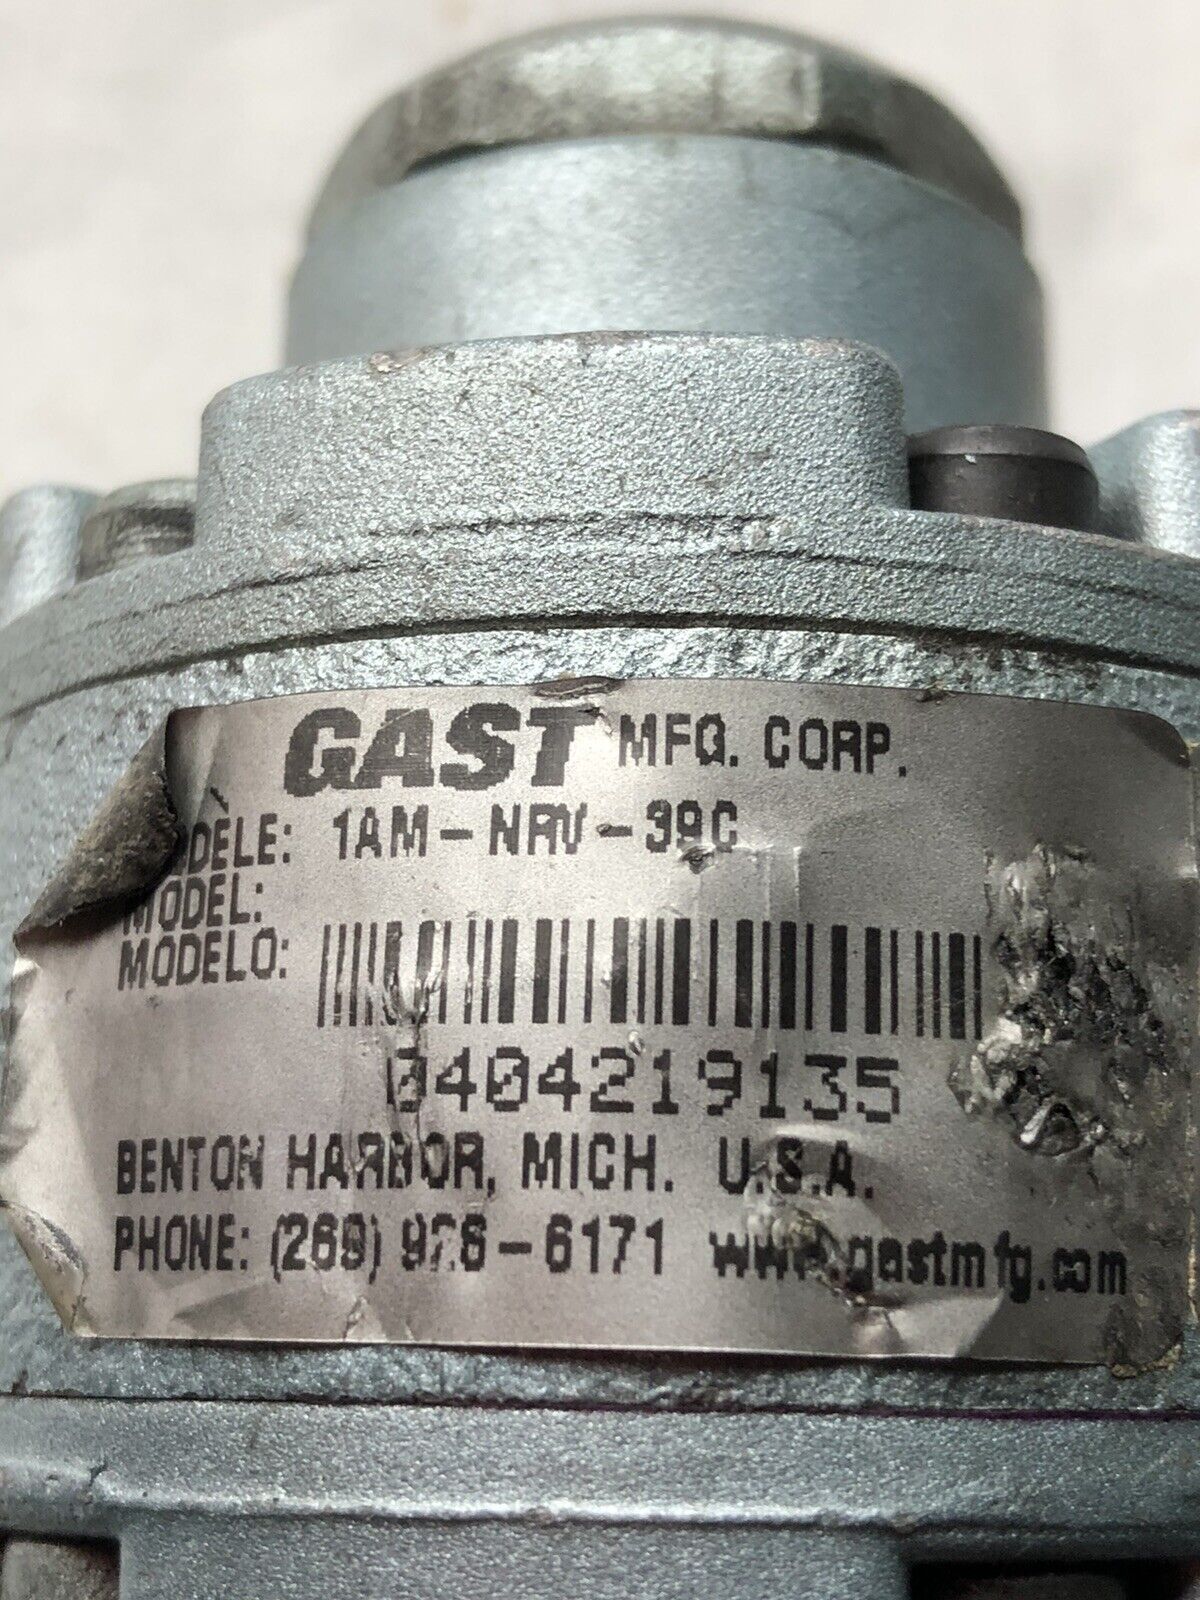 GAST MFG. CORP.
MODÈLE: 1AM-NRV-39C
MODEL:
MODELO:
0404219135
BENTON HARBOR, MICH. U.S.A.
PHONE: (269) 926-6171 www.gastmfg.com